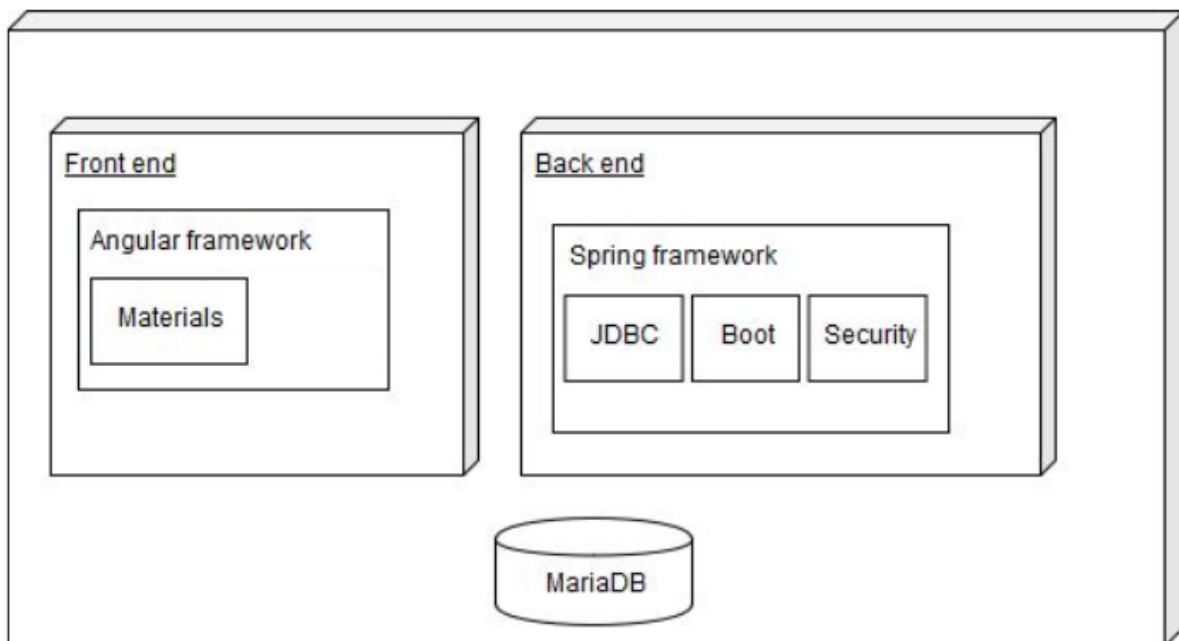 Front end
Angular framework
Materials
Back end
Spring framework
JDBC
Boot
Security
MariaDB